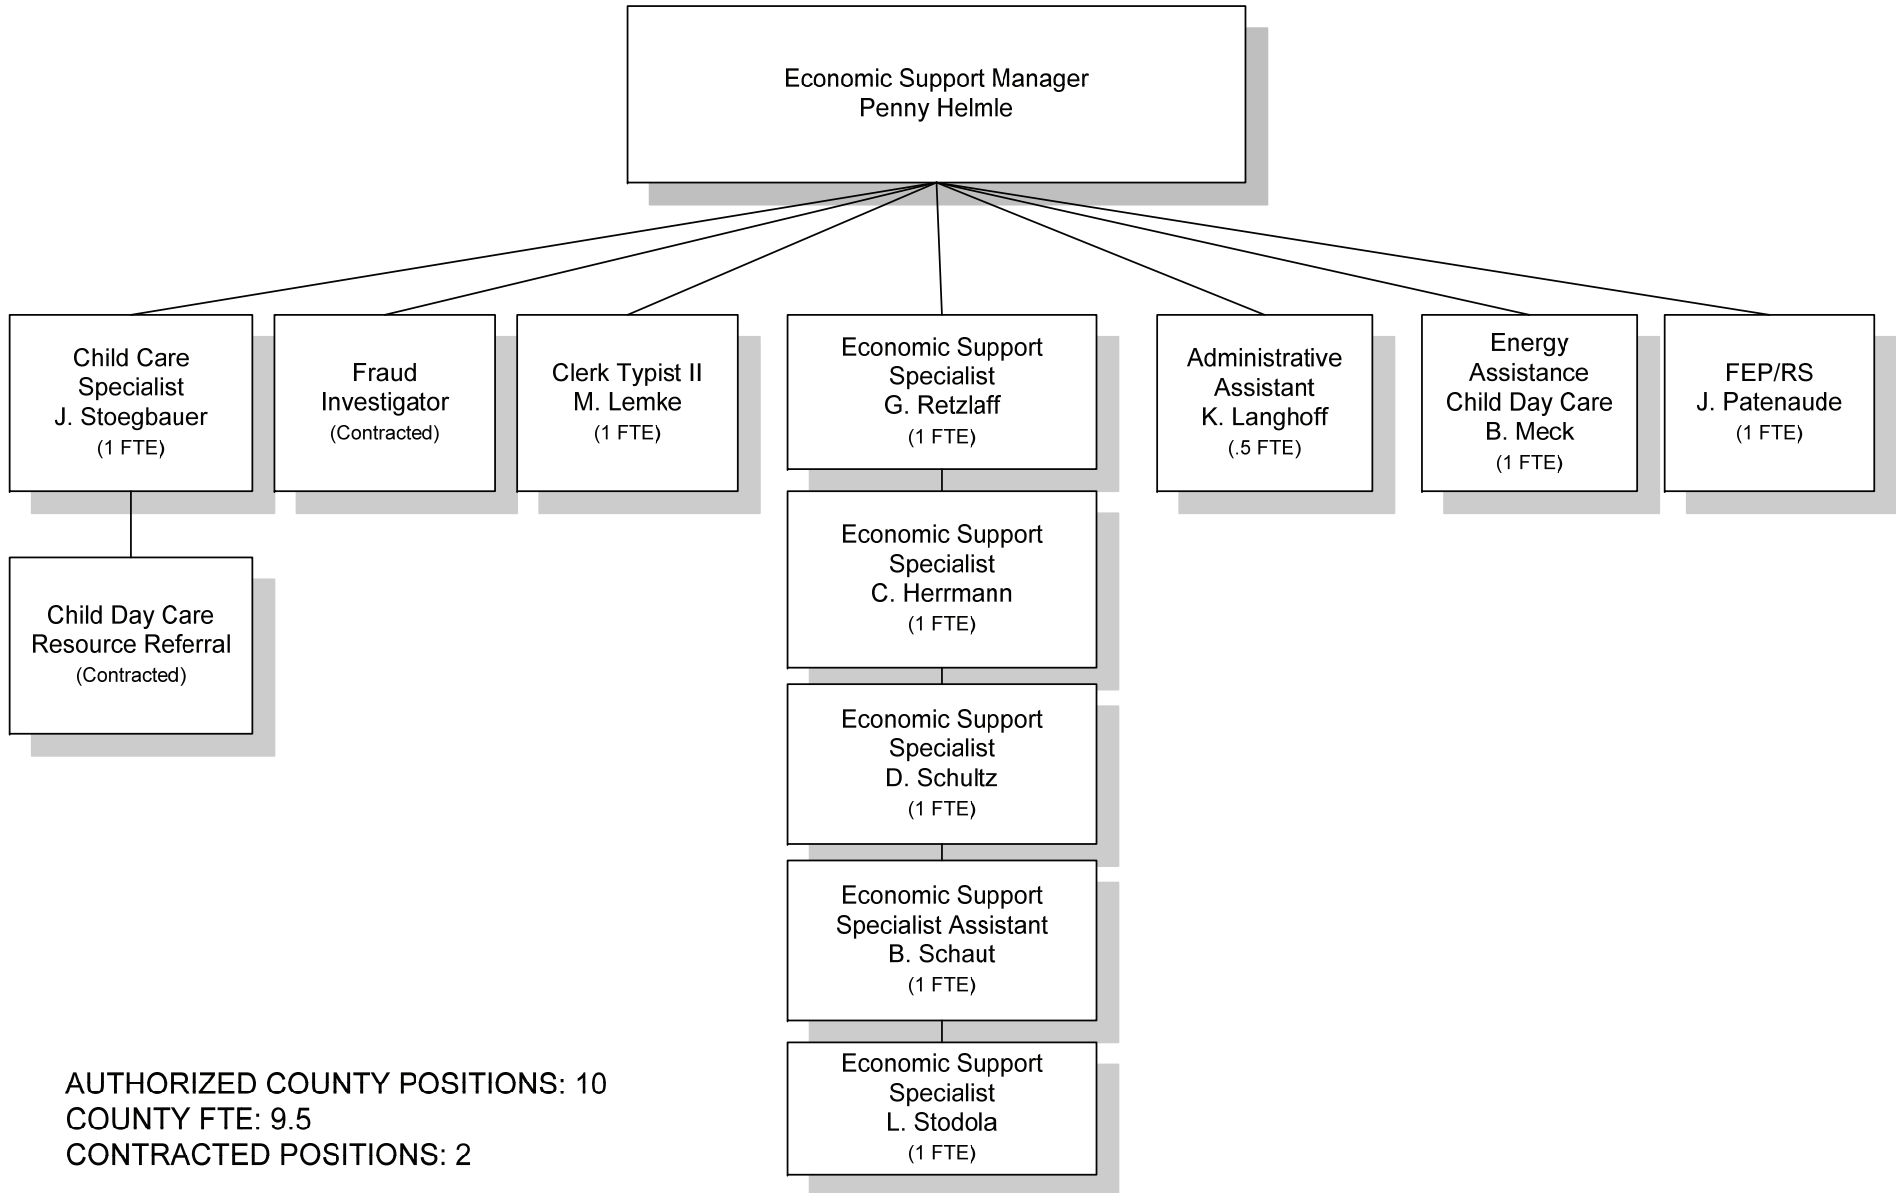 Economic Support Manager
Penny Helmle
Child Care
Specialist
J. Stoegbauer
(1 FTE)
Fraud
Investigator
(Contracted)
Clerk Typist II
M. Lemke
(1 FTE)
Economic Support
Specialist
G. Retzlaff
(1 FTE)
Administrative
Assistant
K. Langhoff
(.5 FTE)
Energy
Assistance
Child Day Care
B. Meck
(1 FTE)
FEP/RS
J. Patenaude
(1 FTE)
Child Day Care
Resource Referral
(Contracted)
Economic Support
Specialist
C. Herrmann
(1 FTE)
Economic Support
Specialist
D. Schultz
(1 FTE)
Economic Support
Specialist Assistant
B. Schaut
(1 FTE)
Economic Support
Specialist
L. Stodola
(1 FTE)
AUTHORIZED COUNTY POSITIONS: 10
COUNTY FTE: 9.5
CONTRACTED POSITIONS: 2